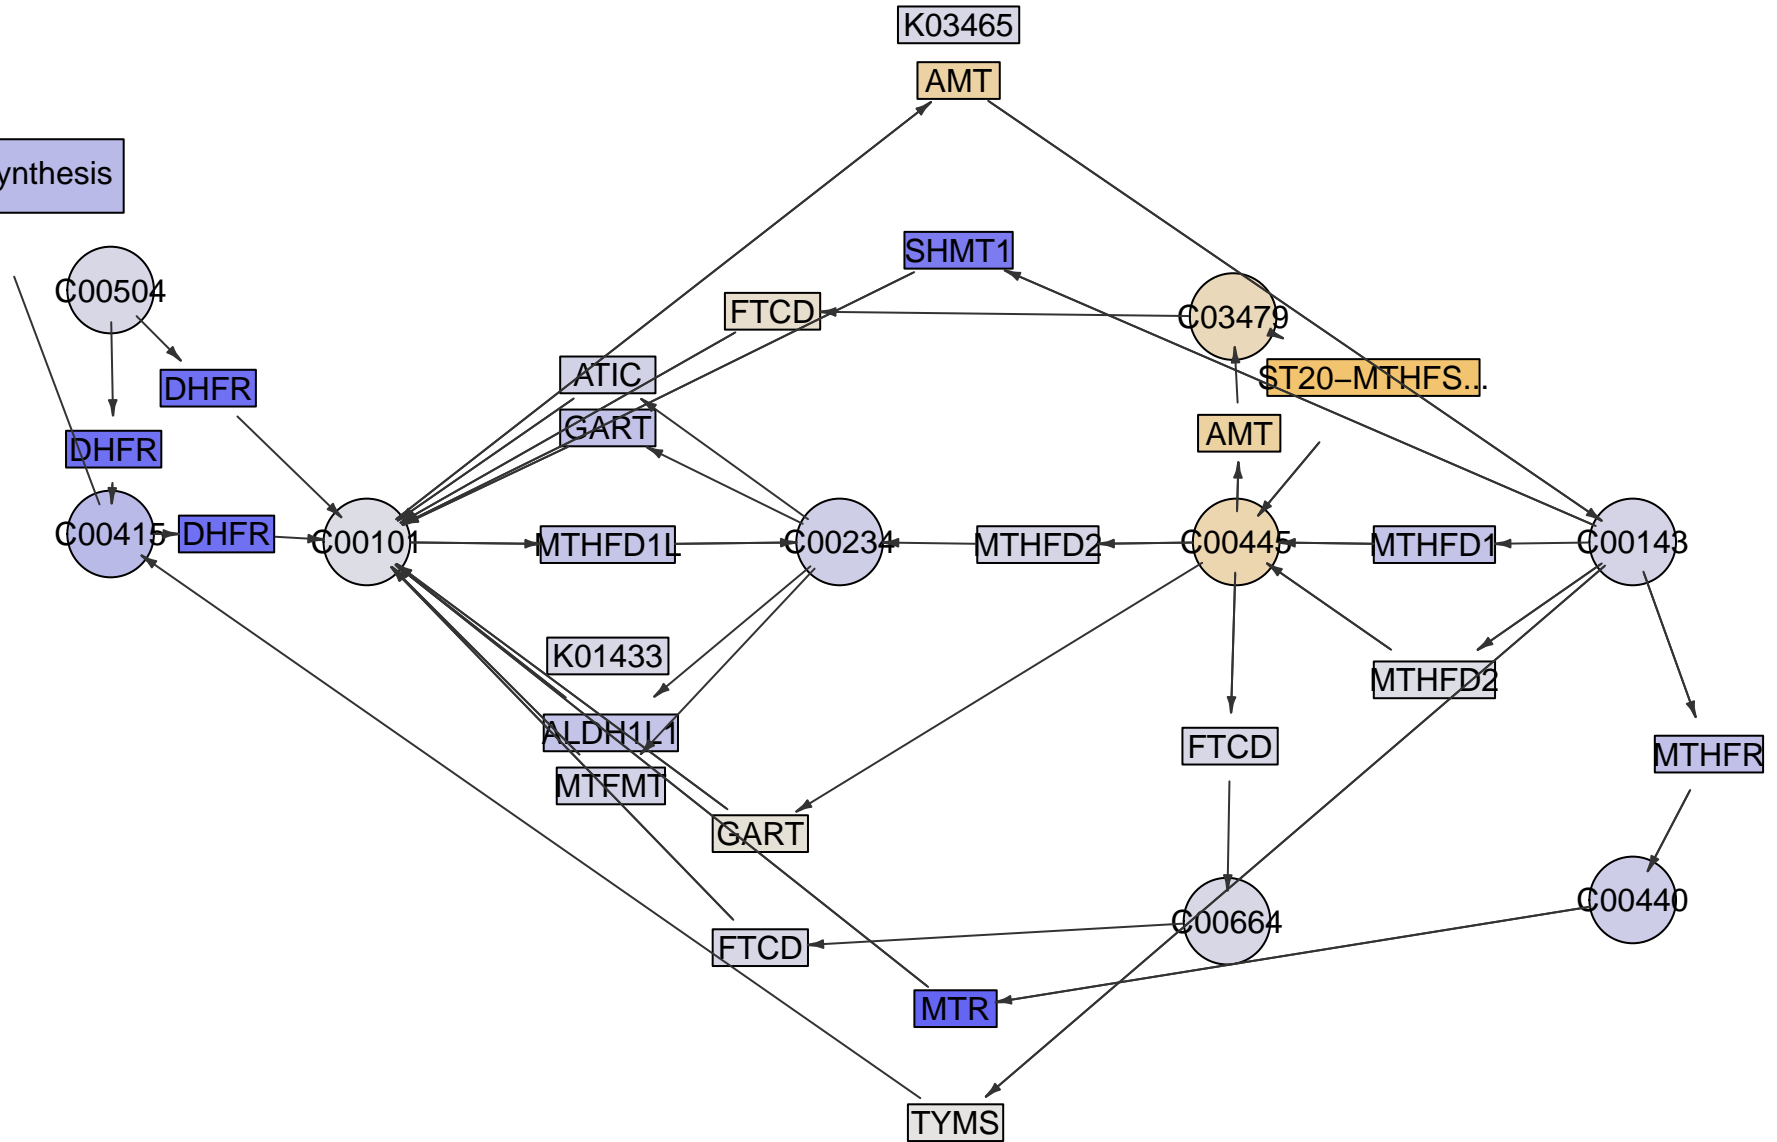 K03465
AMT
ynthesis
SHMT1
C00504
FTCD
C03479
ATIC
ST20−MTHFS...
DHFR
GART
AMT
DHFR
C00415
DHFR
C00101
MTHFD1L
C00234
MTHFD2
C00445
MTHFD1
C00143
K01433
MTHFD2
ALDH1L1
FTCD
MTHFR
MTFMT
GART
C00440
C00664
FTCD
MTR
TYMS